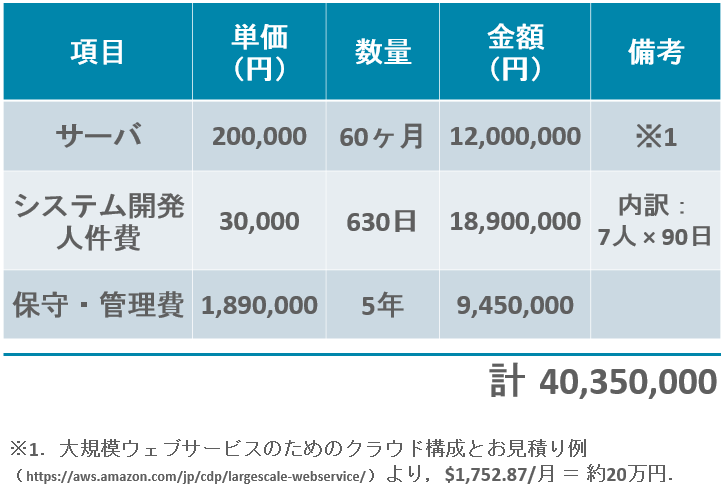 項目 単価 数量 金額 備考
（円） （円）
サーバ 200,000 60ヶ月 12,000,000 ※1
システム開発 30,000 630日 18,900,000 内訳：
人件費 7人×90日
保守・管理費 1,890,000 5年 9,450,000
計 40,350,000
※1．大規模ウェブサービスのためのクラウド構成とお見積り例
（https://aws.amazon.com/jp/cdp/largescale-webservice/）より，$1,752.87/月 ＝ 約20万円．